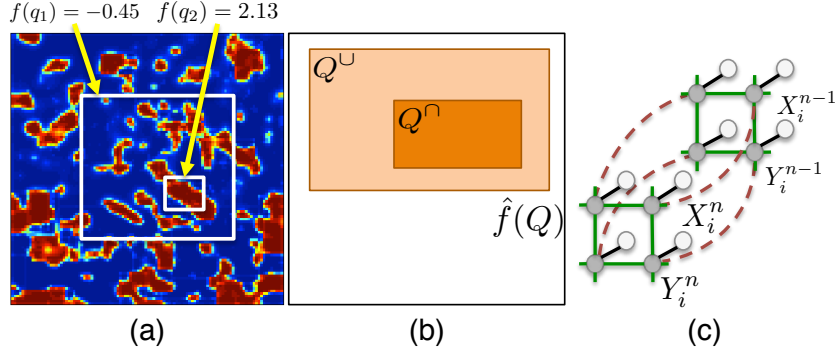 f(q₁) = −0.45 f(q₂) = 2.13
Q^∪
Q^∩
f̂(Q)
X_i^{n−1}
Y_i^{n−1}
X_i^n
Y_i^n
(a) (b) (c)